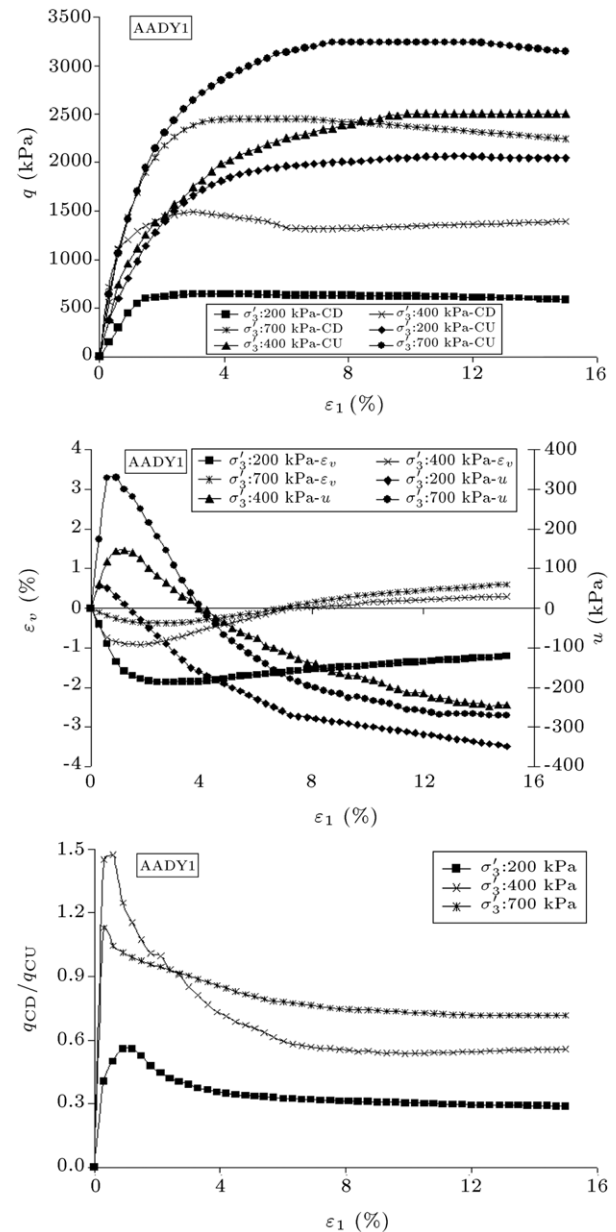 AADY1
3500
3000
2500
2000
1500
1000
500
0
q (kPa)
σ′3:200 kPa-CD
σ′3:400 kPa-CD
σ′3:700 kPa-CD
σ′3:200 kPa-CU
σ′3:400 kPa-CU
σ′3:700 kPa-CU
0 4 8 12 16
ε1 (%)
AADY1
σ′3:200 kPa-εv
σ′3:400 kPa-εv
σ′3:700 kPa-εv
σ′3:200 kPa-u
σ′3:400 kPa-u
σ′3:700 kPa-u
4
3
2
1
0
-1
-2
-3
-4
εv (%)
400
300
200
100
0
-100
-200
-300
-400
u (kPa)
0 4 8 12 16
ε1 (%)
AADY1
σ′3:200 kPa
σ′3:400 kPa
σ′3:700 kPa
1.5
1.2
0.9
0.6
0.3
0.0
qCD/qCU
0 4 8 12 16
ε1 (%)